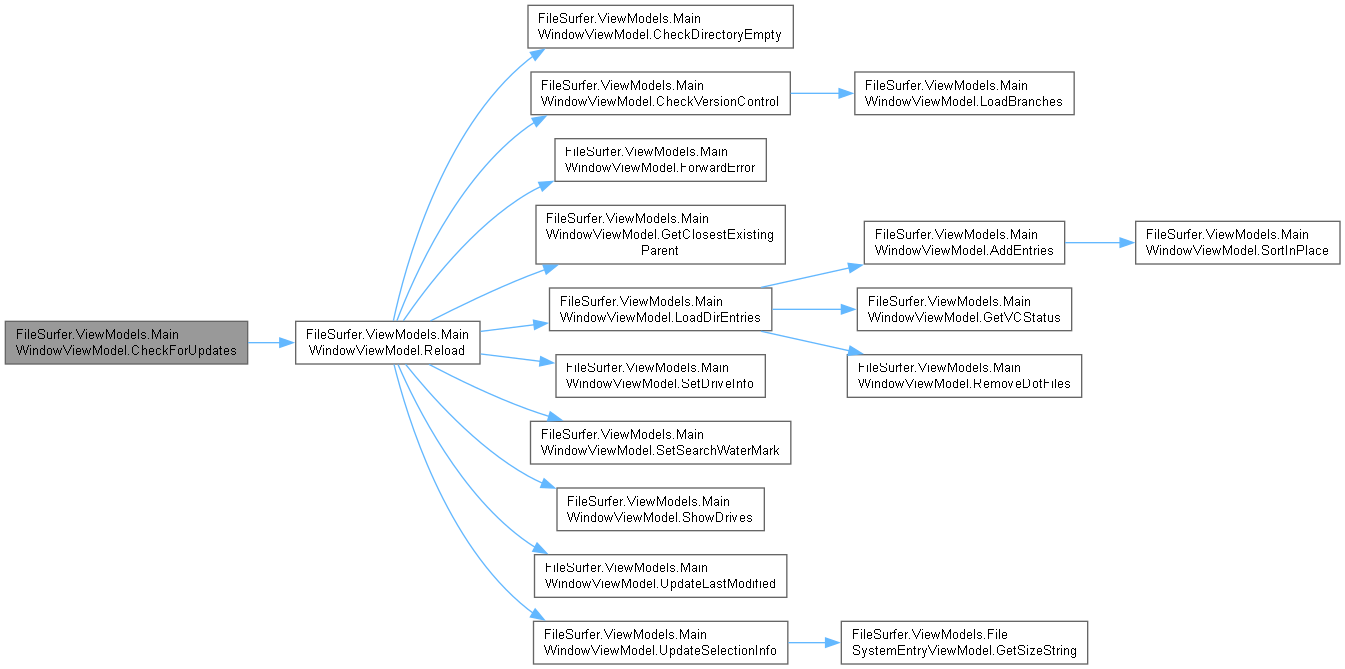 FileSurfer.ViewModels.Main
WindowViewModel.CheckForUpdates
FileSurfer.ViewModels.Main
WindowViewModel.Reload
FileSurfer.ViewModels.Main
WindowViewModel.CheckDirectoryEmpty
FileSurfer.ViewModels.Main
WindowViewModel.CheckVersionControl
FileSurfer.ViewModels.Main
WindowViewModel.LoadBranches
FileSurfer.ViewModels.Main
WindowViewModel.ForwardError
FileSurfer.ViewModels.Main
WindowViewModel.GetClosestExisting
Parent
FileSurfer.ViewModels.Main
WindowViewModel.LoadDirEntries
FileSurfer.ViewModels.Main
WindowViewModel.AddEntries
FileSurfer.ViewModels.Main
WindowViewModel.SortInPlace
FileSurfer.ViewModels.Main
WindowViewModel.GetVCStatus
FileSurfer.ViewModels.Main
WindowViewModel.RemoveDotFiles
FileSurfer.ViewModels.Main
WindowViewModel.SetDriveInfo
FileSurfer.ViewModels.Main
WindowViewModel.SetSearchWaterMark
FileSurfer.ViewModels.Main
WindowViewModel.ShowDrives
FileSurfer.ViewModels.Main
WindowViewModel.UpdateLastModified
FileSurfer.ViewModels.Main
WindowViewModel.UpdateSelectionInfo
FileSurfer.ViewModels.File
SystemEntryViewModel.GetSizeString